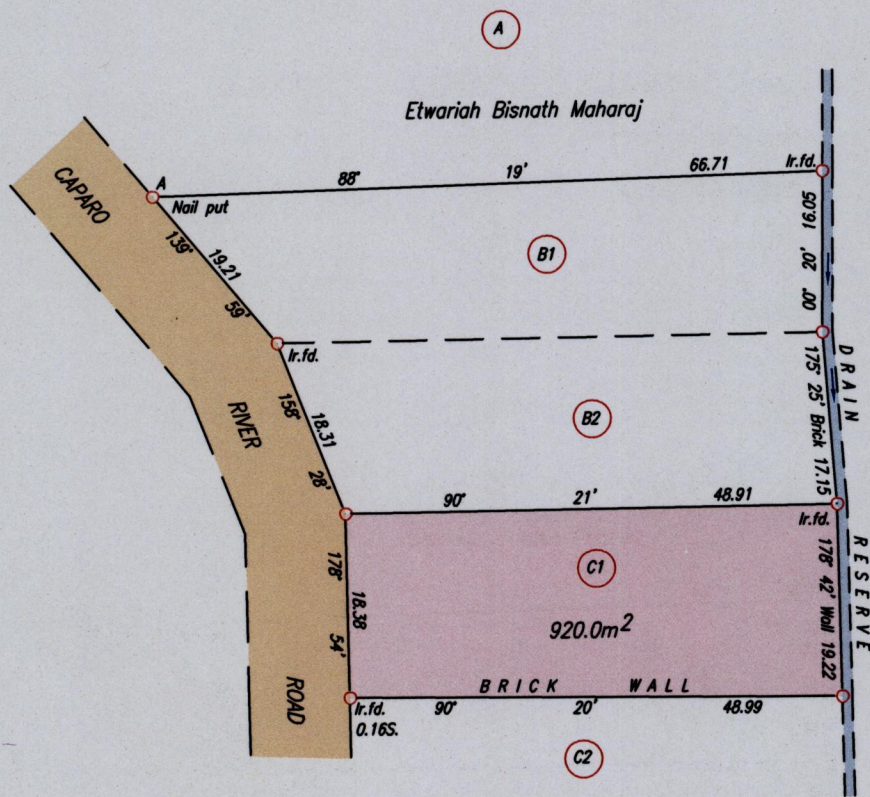 A
Etwariah Bisnath Maharaj
CAPARO
RIVER
ROAD
A
Nail put
88° 19' 66.71
Ir.fd.
139° 19.21 59'
B1
00° 02' 16.05
Ir.fd.
158° 18.31 28'
B2
175° 25' Brick 17.15
DRAIN
RESERVE
90° 21' 48.91
Ir.fd.
178° 18.38 54'
C1
920.0m²
178° 42' Wall 19.22
BRICK WALL
Ir.fd.
0.16S.
90° 20' 48.99
C2